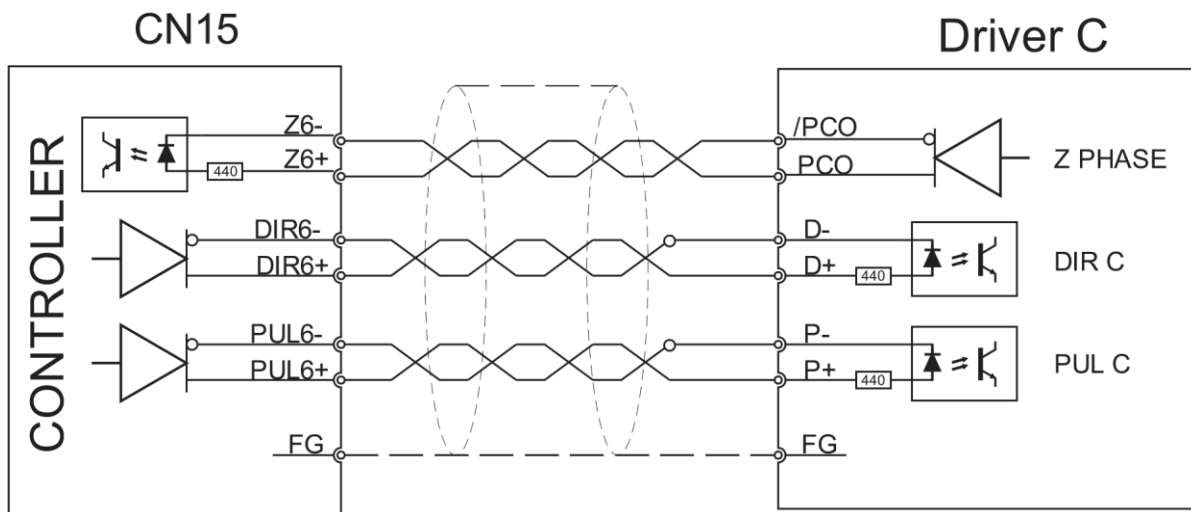 CN15
Driver C
CONTROLLER
Z6-
440
Z6+
/PCO
PCO
Z PHASE
DIR6-
DIR6+
D-
D+
440
DIR C
PUL6-
PUL6+
P-
P+
440
PUL C
FG
FG